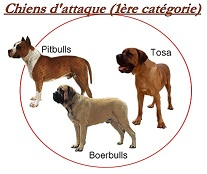 Chiens d'attaque (1ère catégorie)
Pitbulls
Tosa
Boerbulls